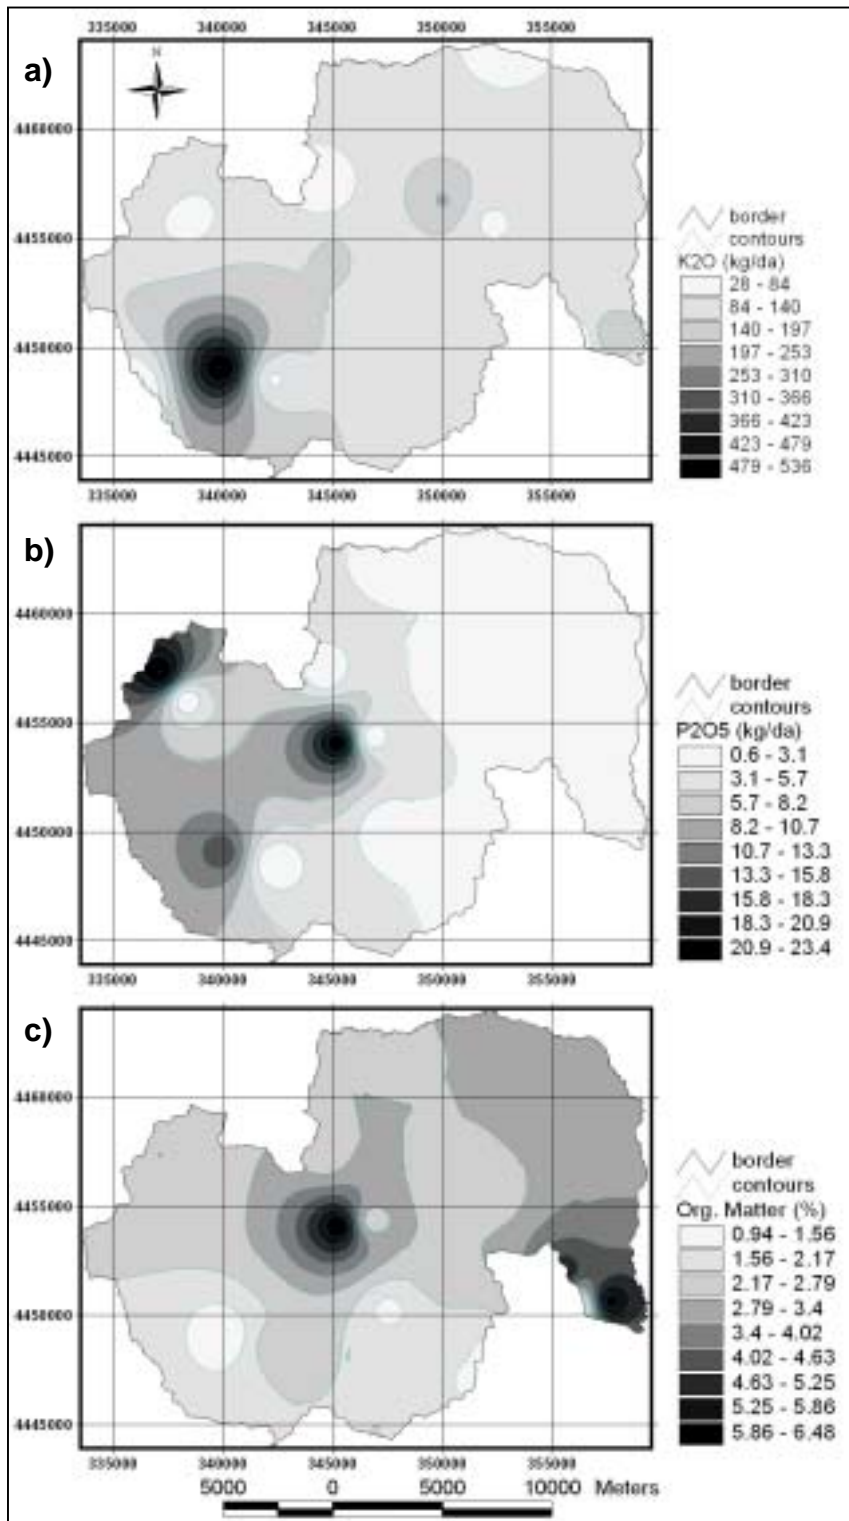 335000 340000 345000 350000 355000
a)
N
4460000
4455000
4450000
4445000
335000 340000 345000 350000 355000
border
contours
K2O (kg/da)
28 - 84
84 - 140
140 - 197
197 - 253
253 - 310
310 - 366
366 - 423
423 - 479
479 - 536
b)
4460000
4455000
4450000
4445000
335000 340000 345000 350000 355000
border
contours
P2O5 (kg/da)
0.6 - 3.1
3.1 - 5.7
5.7 - 8.2
8.2 - 10.7
10.7 - 13.3
13.3 - 15.8
15.8 - 18.3
18.3 - 20.9
20.9 - 23.4
c)
4460000
4455000
4450000
4445000
335000 340000 345000 350000 355000
border
contours
Org. Matter (%)
0.94 - 1.56
1.56 - 2.17
2.17 - 2.79
2.79 - 3.4
3.4 - 4.02
4.02 - 4.63
4.63 - 5.25
5.25 - 5.86
5.86 - 6.48
5000 0 5000 10000 Meters